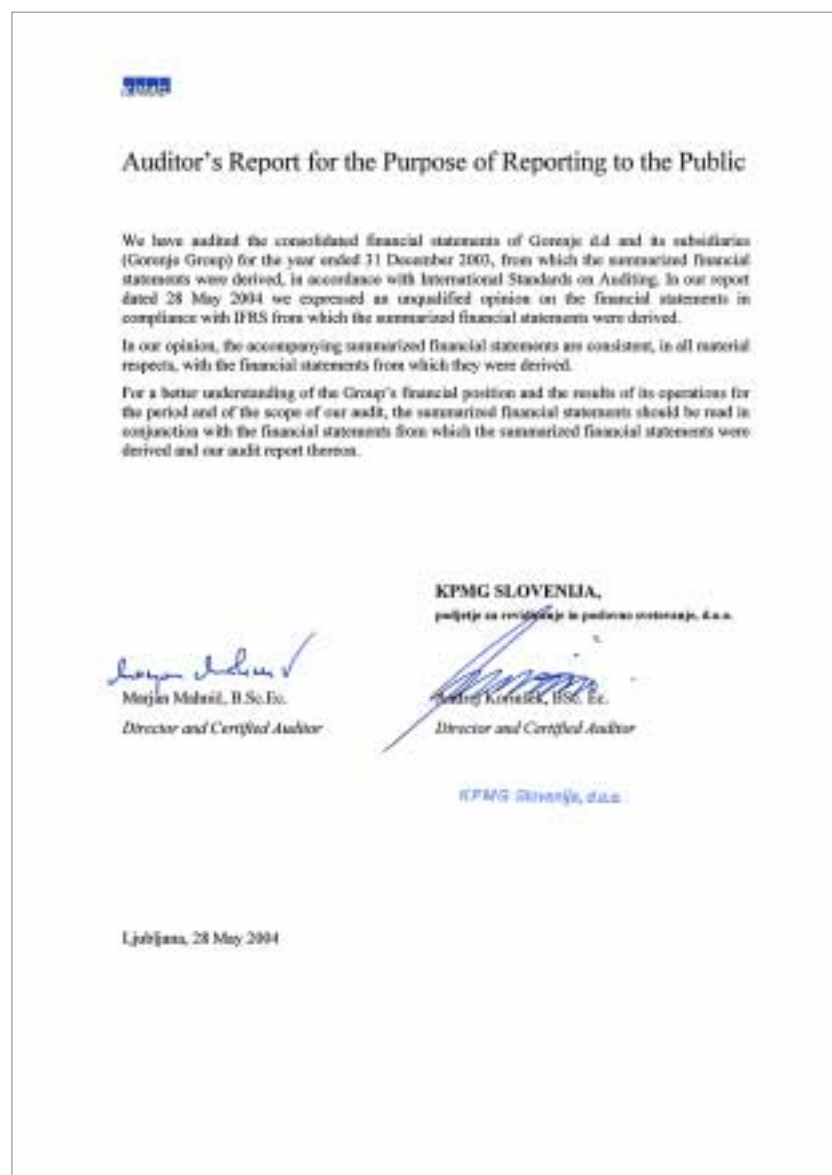 KPMG
Auditor's Report for the Purpose of Reporting to the Public
We have audited the consolidated financial statements of Gorenje d.d and its subsidiaries
(Gorenje Group) for the year ended 31 December 2003, from which the summarized financial
statements were derived, in accordance with International Standards on Auditing. In our report
dated 28 May 2004 we expressed an unqualified opinion on the financial statements in
compliance with IFRS from which the summarized financial statements were derived.
In our opinion, the accompanying summarized financial statements are consistent, in all material
respects, with the financial statements from which they were derived.
For a better understanding of the Group's financial position and the results of its operations for
the period and of the scope of our audit, the summarized financial statements should be read in
conjunction with the financial statements from which the summarized financial statements were
derived and our audit report thereon.
KPMG SLOVENIJA,
podjetje za revidiranje in poslovno svetovanje, d.o.o.
Marjan Mahnič, B.Sc.Ec.
Andrej Korinšek, BSc. Ec.
Director and Certified Auditor
Director and Certified Auditor
KPMG Slovenija, d.o.o.
Ljubljana, 28 May 2004